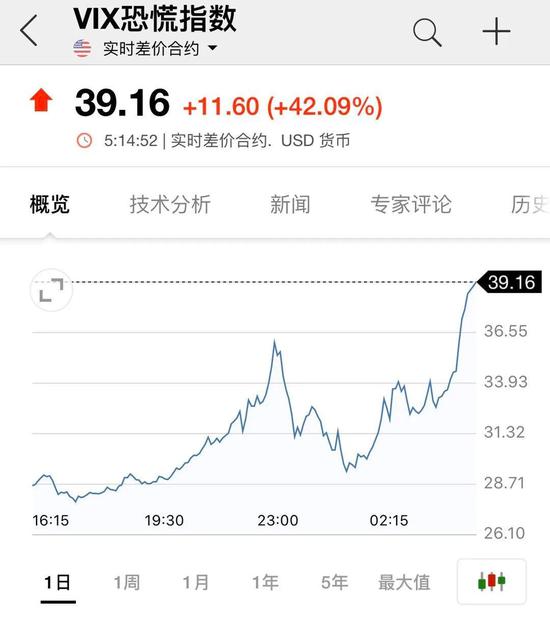 VIX恐慌指数
实时差价合约
39.16 +11.60 (+42.09%)
5:14:52 | 实时差价合约. USD 货币
概览 技术分析 新闻 专家评论 历史
39.16
36.55
33.93
31.32
28.71
26.10
16:15 19:30 23:00 02:15
1日 1周 1月 1年 5年 最大值